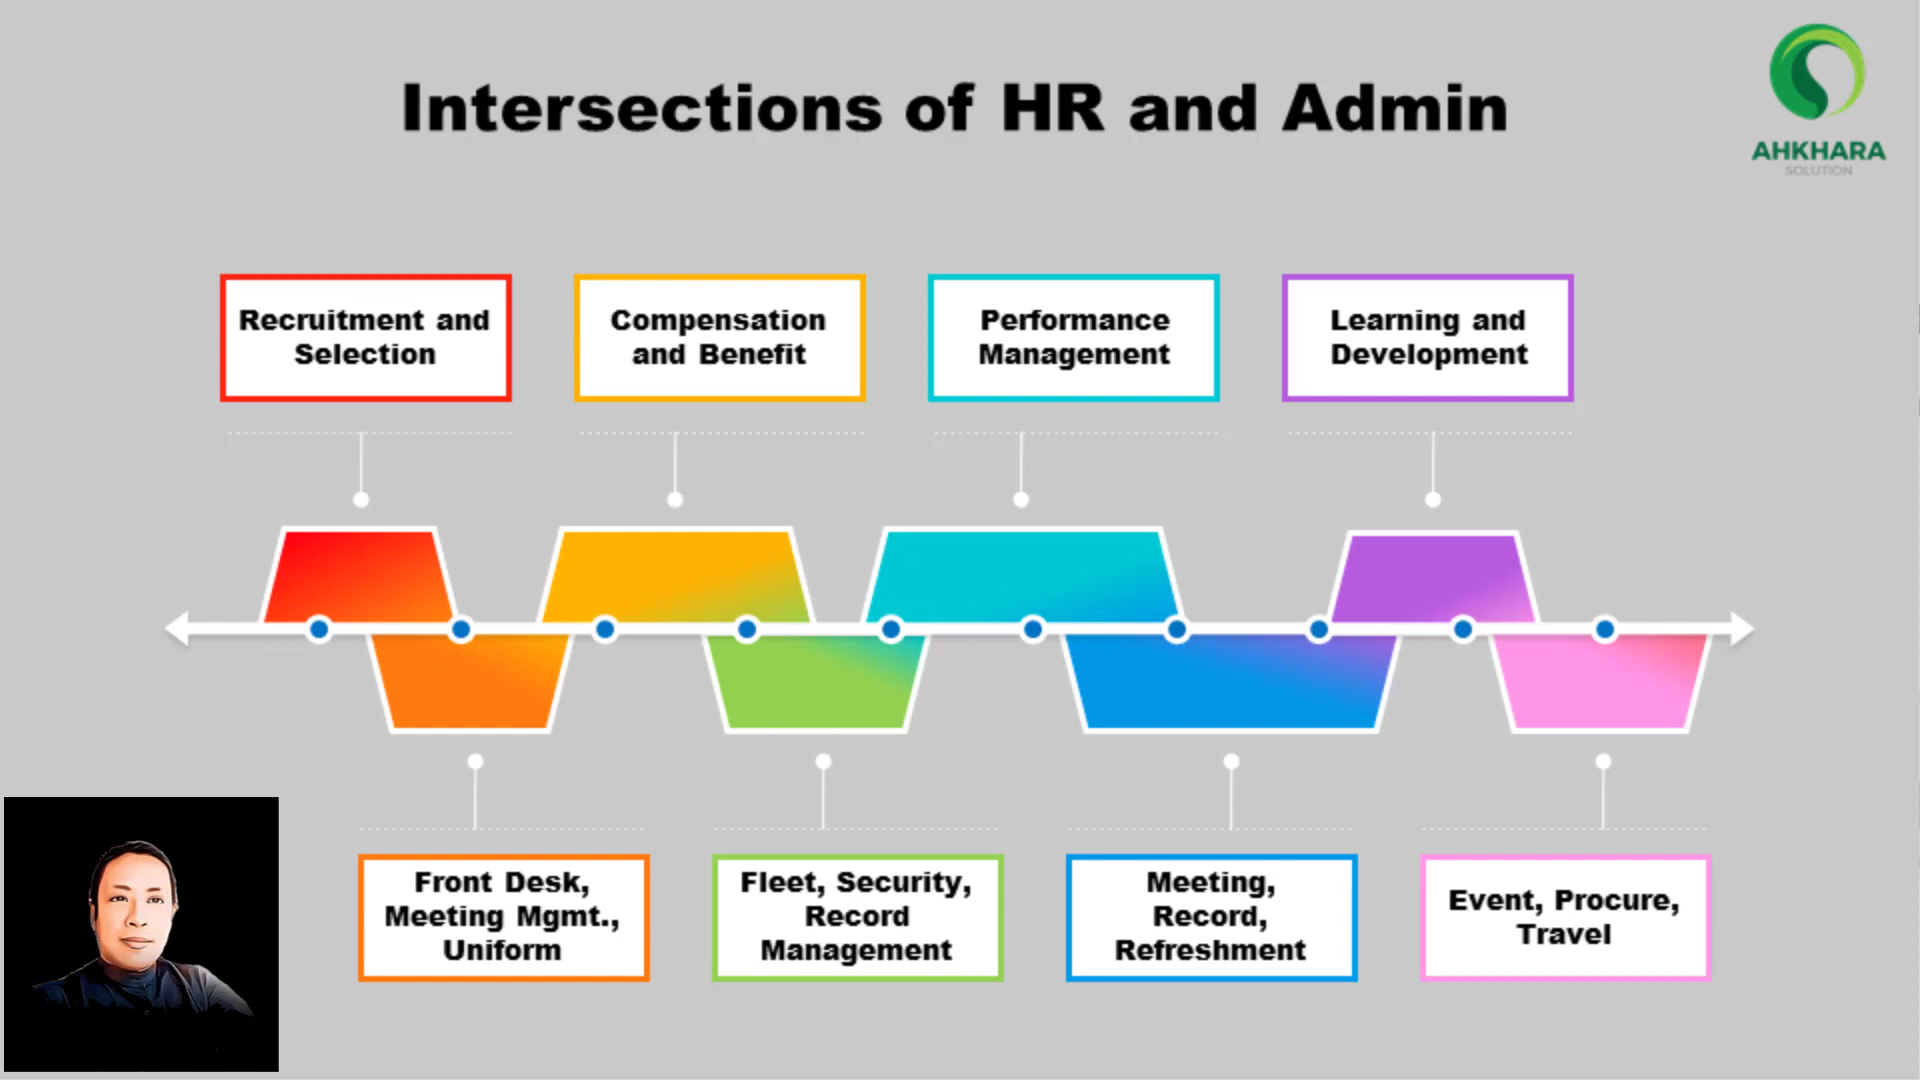 Intersections of HR and Admin
AHKHARA
SOLUTION
Recruitment and
Selection
Compensation
and Benefit
Performance
Management
Learning and
Development
Front Desk,
Meeting Mgmt.,
Uniform
Fleet, Security,
Record
Management
Meeting,
Record,
Refreshment
Event, Procure,
Travel